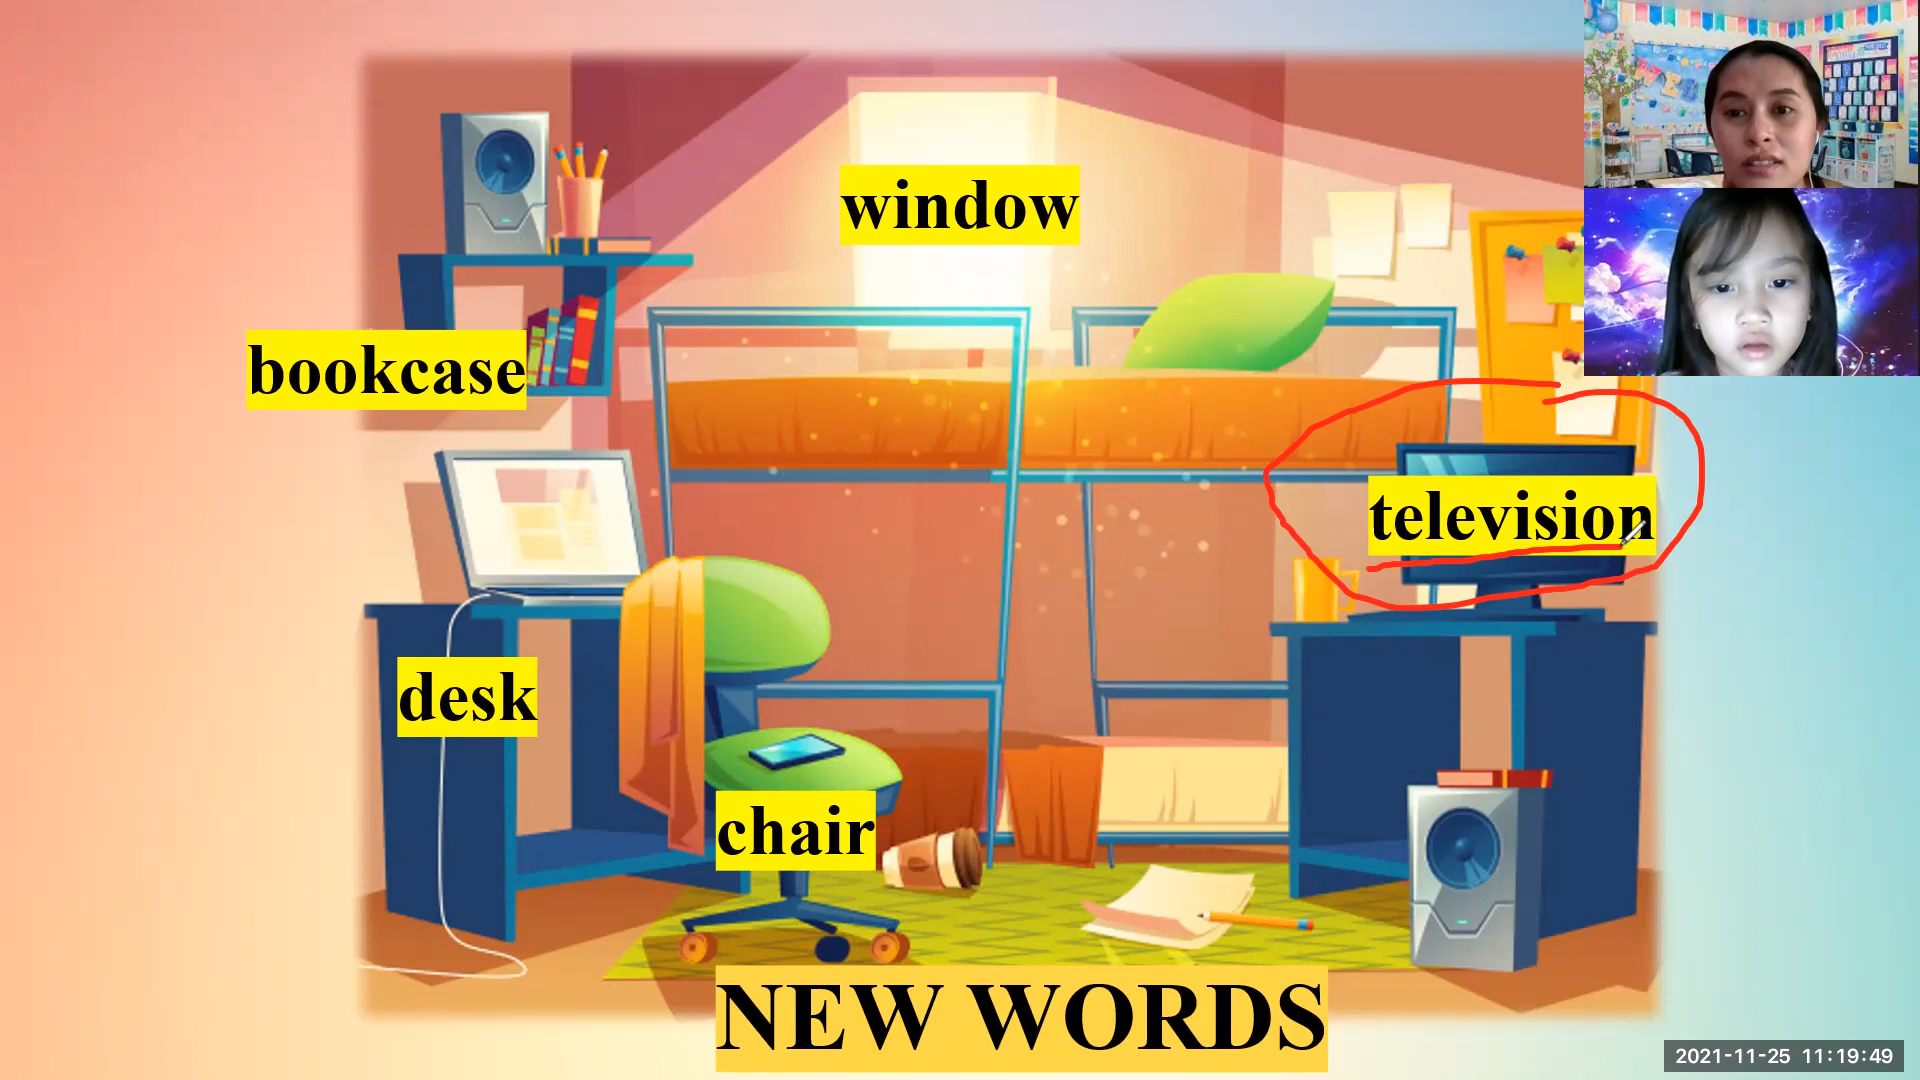 window
bookcase
television
desk
chair
NEW WORDS
2021-11-25 11:19:49